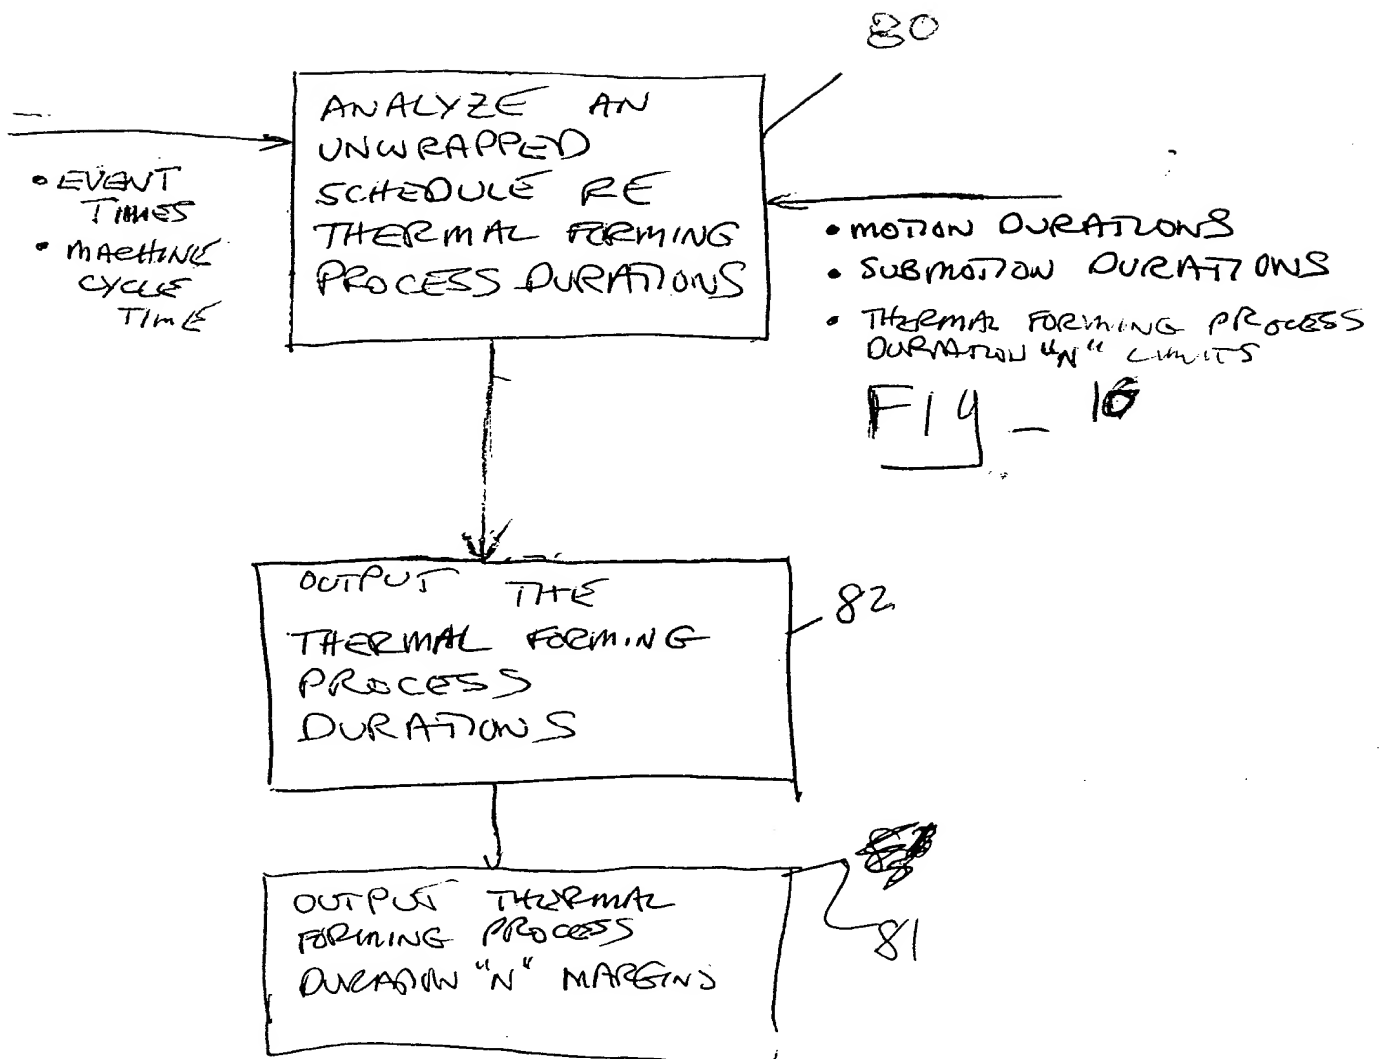 80
ANALYZE AN
UNWRAPPED
SCHEDULE RE
THERMAL FORMING
PROCESS DURATIONS
• EVENT
TIMES
• MACHINE
CYCLE
TIME
• MOTION DURATIONS
• SUBMOTION DURATIONS
• THERMAL FORMING PROCESS
DURATION "N" LIMITS
FIG - 
OUTPUT THE
THERMAL FORMING
PROCESS
DURATIONS
82
OUTPUT THERMAL
FORMING PROCESS
DURATION "N" MARGINS
81